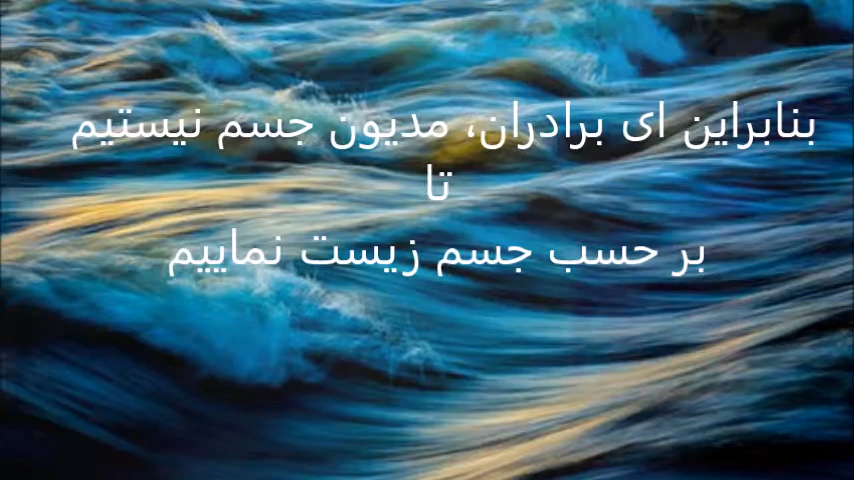 بنابراین ای برادران، مدیون جسم نیستیم
تا
بر حسب جسم زیست نماییم